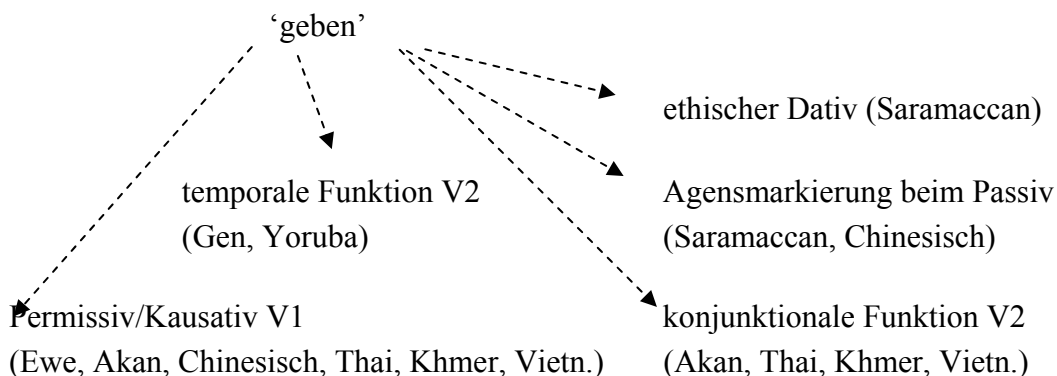 ‘geben’
ethischer Dativ (Saramaccan)
temporale Funktion V2
(Gen, Yoruba)
Agensmarkierung beim Passiv
(Saramaccan, Chinesisch)
Permissiv/Kausativ V1
(Ewe, Akan, Chinesisch, Thai, Khmer, Vietn.)
konjunktionale Funktion V2
(Akan, Thai, Khmer, Vietn.)